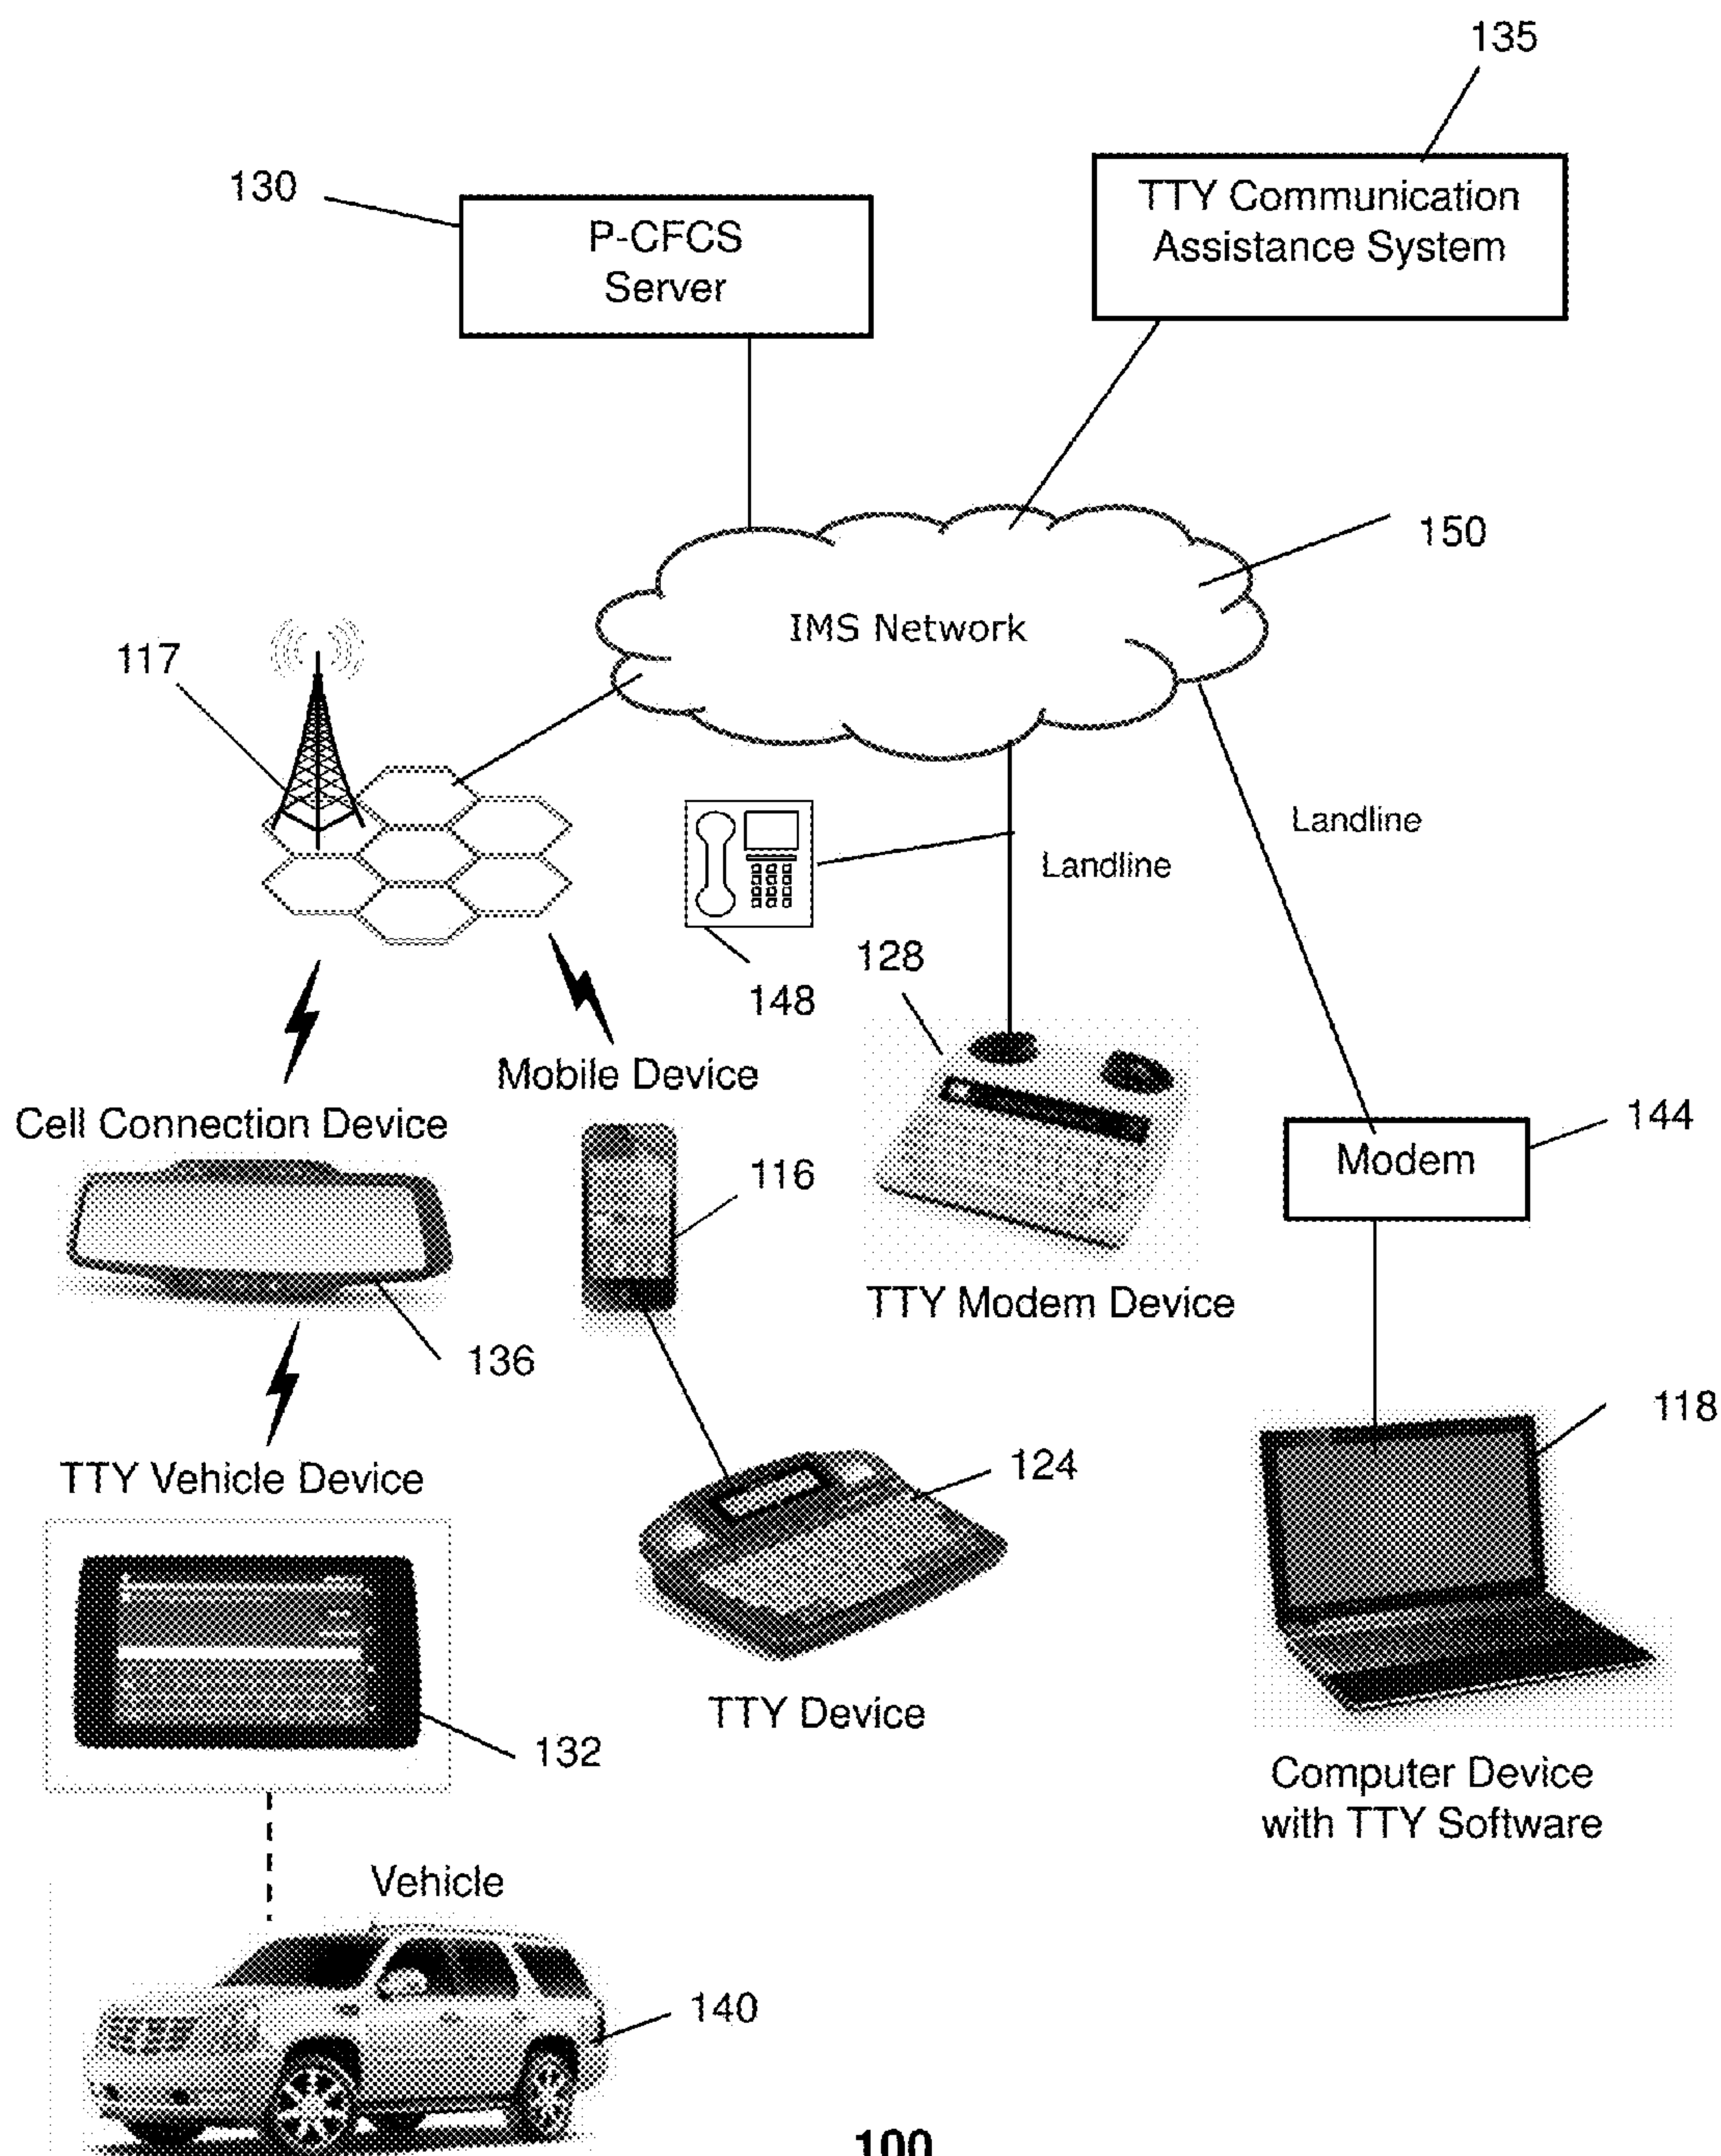 135
130
P-CFCS
Server
TTY Communication
Assistance System
150
IMS Network
117
Landline
Landline
148
128
Mobile Device
Cell Connection Device
144
Modem
116
TTY Modem Device
136
118
TTY Vehicle Device
124
TTY Device
132
Computer Device
with TTY Software
Vehicle
140
100